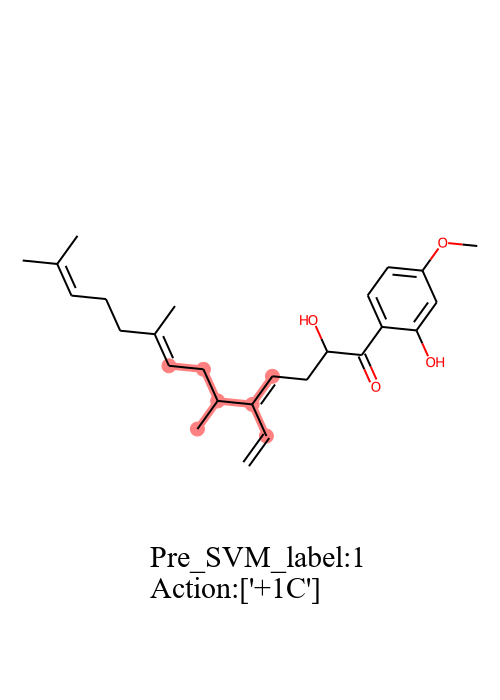 O
HO
OH
O
Pre_SVM_label:1
Action:['+1C']